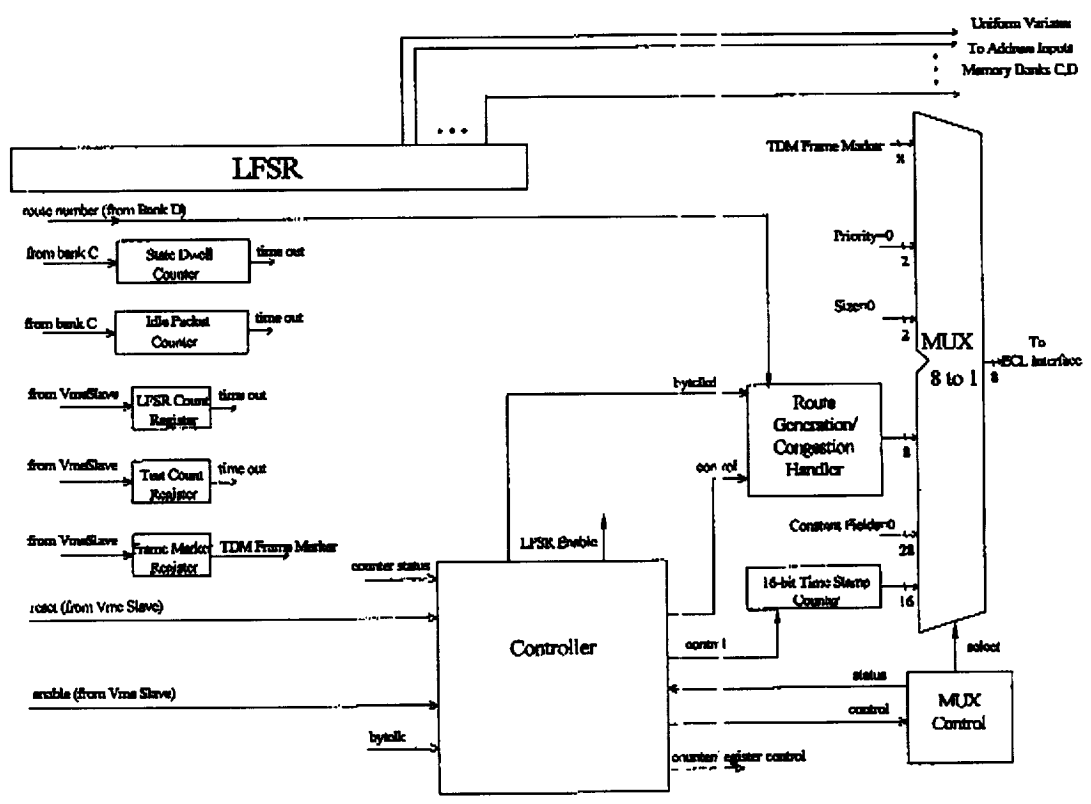 Uniform Variates
To Address Inputs
Memory Banks C,D
LFSR
TDM Frame Marker
8
route number (from Bank D)
from bank C
State Dwell
Counter
time out
Priority=0
2
from bank C
Idle Packet
Counter
time out
Size=0
2
MUX
8 to 1
To
ECL Interface
8
from VmeSlave
LFSR Count
Register
time out
byteclkd
Route
Generation/
Congestion
Handler
8
from VmeSlave
Test Count
Register
time out
control
from VmeSlave
Frame Marker
Register
TDM Frame Marker
LFSR Enable
Constant Fields=0
28
counter status
16-bit Time Stamp
Counter
16
reset (from Vme Slave)
Controller
control
select
enable (from Vme Slave)
status
control
MUX
Control
byteclk
counter/register control